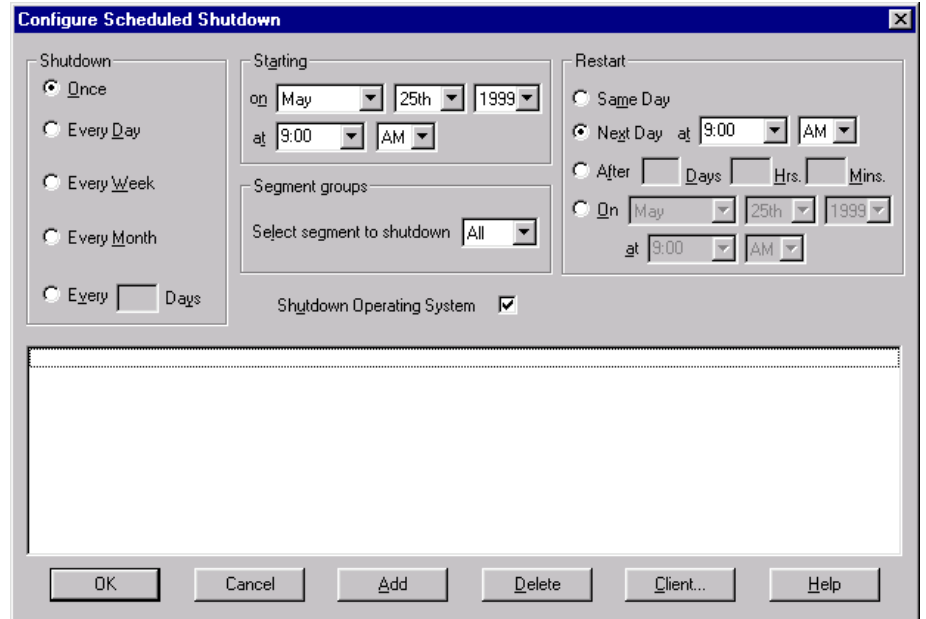 Configure Scheduled Shutdown
Shutdown
Once
Every Day
Every Week
Every Month
Every Days
Starting
on May 25th 1999
at 9:00 AM
Segment groups
Select segment to shutdown All
Shutdown Operating System
Restart
Same Day
Next Day at 9:00 AM
After Days Hrs. Mins.
On May 25th 1999
at 9:00 AM
OK Cancel Add Delete Client... Help